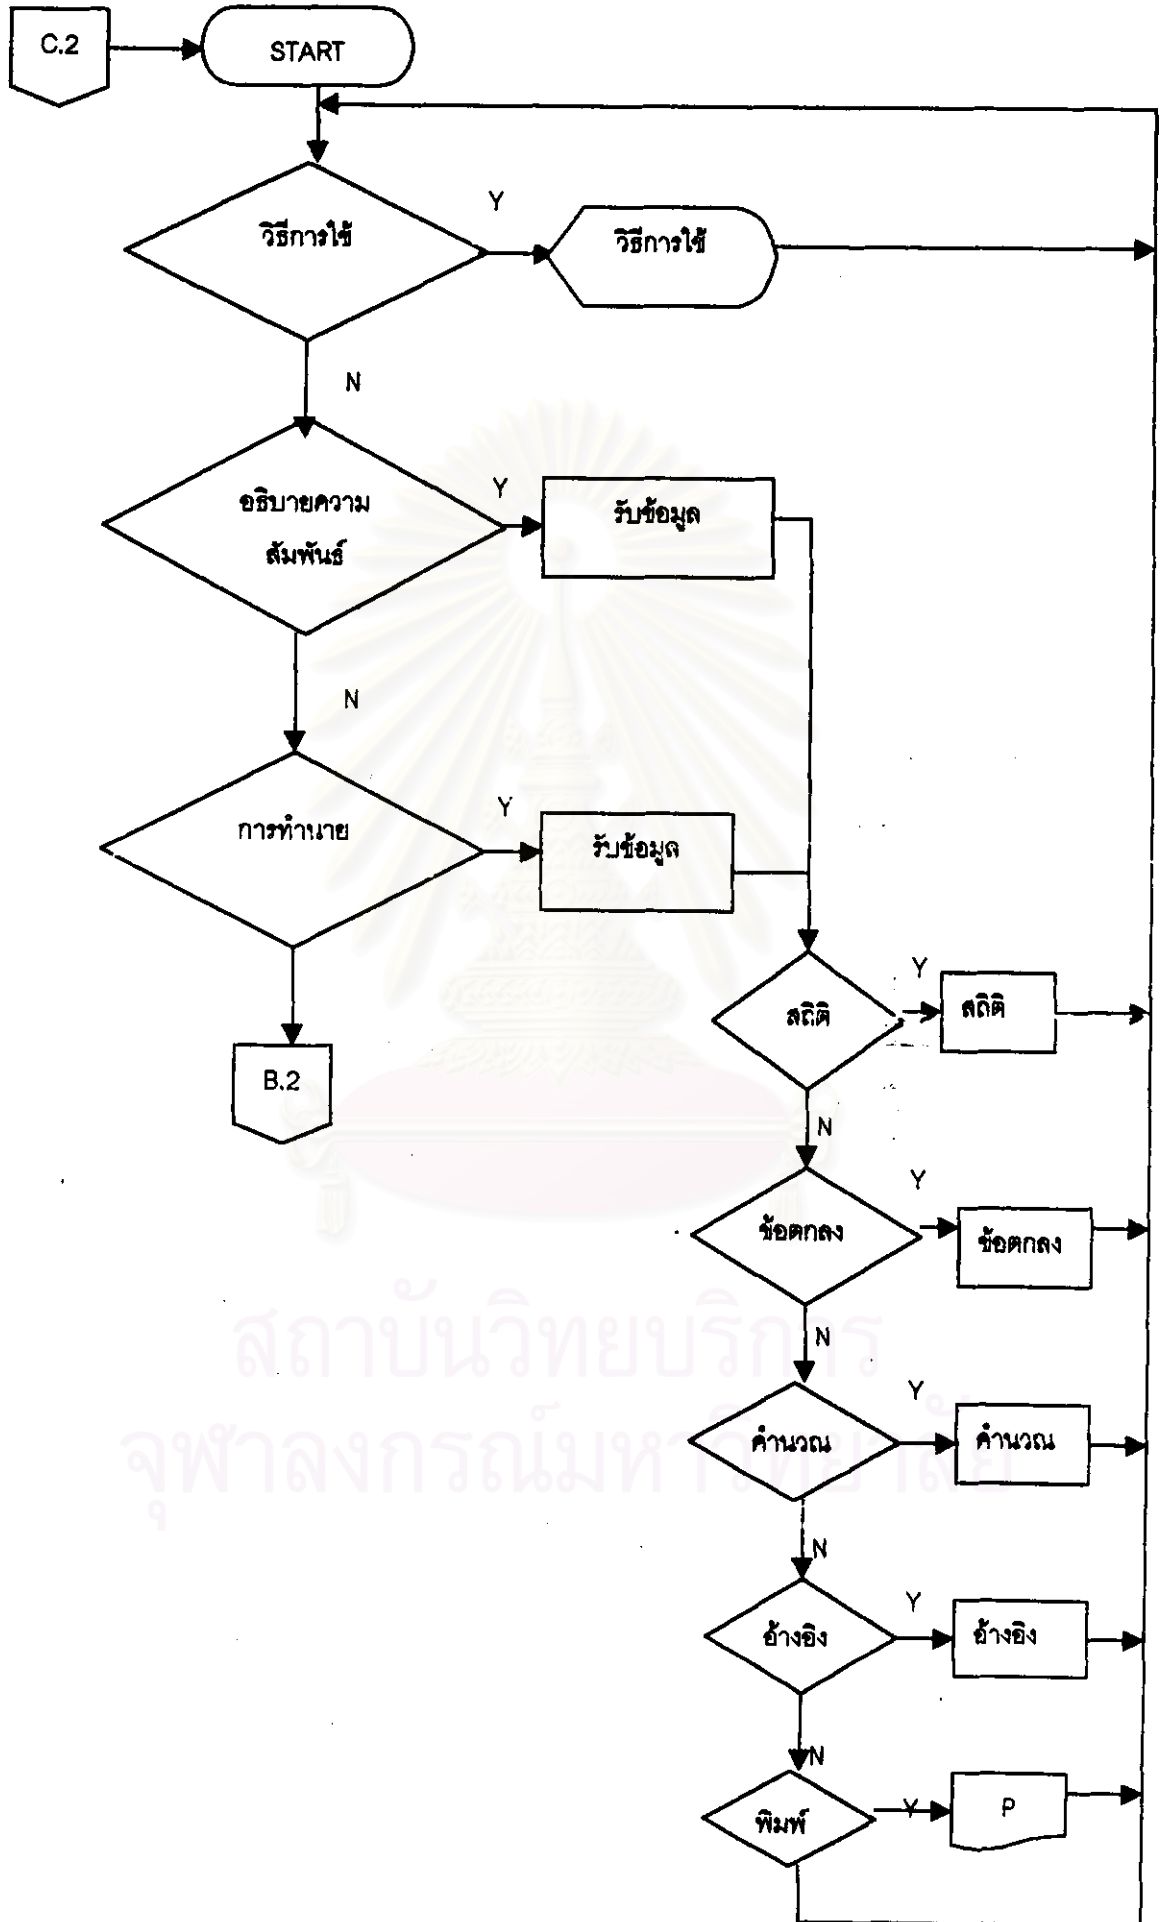 C.2
START
วิธีการใช้
Y
วิธีการใช้
N
อธิบายความ
สัมพันธ์
Y
รับข้อมูล
N
การทำนาย
Y
รับข้อมูล
B.2
สถิติ
Y
สถิติ
N
ข้อตกลง
Y
ข้อตกลง
N
คำนวณ
Y
คำนวณ
N
อ้างอิง
Y
อ้างอิง
N
พิมพ์
Y
P
สถาบันวิทยบริการ
จุฬาลงกรณ์มหาวิทยาลัย